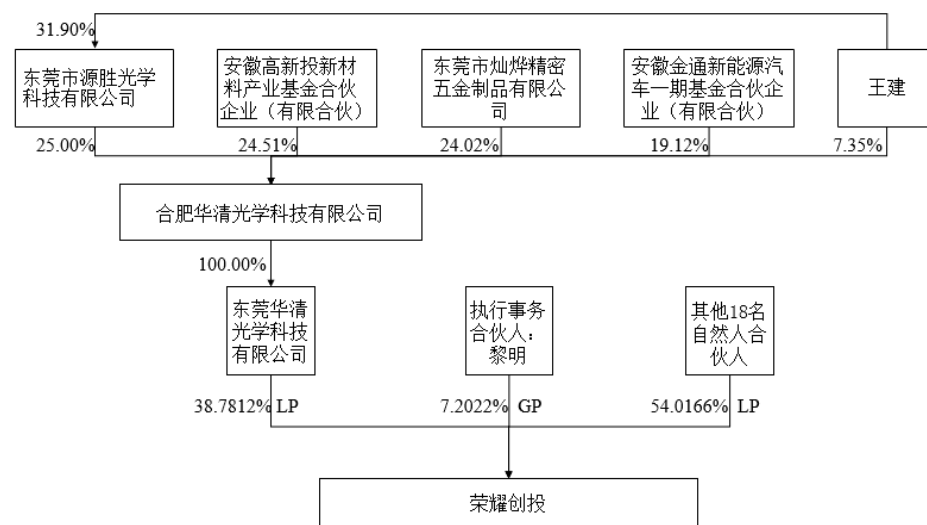 31.90%
东莞市源胜光学
科技有限公司
安徽高新投新材
料产业基金合伙
企业（有限合伙）
东莞市灿烨精密
五金制品有限公
司
安徽金通新能源汽
车一期基金合伙企
业（有限合伙）
王建
25.00%
24.51%
24.02%
19.12%
7.35%
合肥华清光学科技有限公司
100.00%
东莞华清
光学科技
有限公司
执行事务
合伙人：
黎明
其他18名
自然人合
伙人
38.7812% LP
7.2022% GP
54.0166% LP
荣耀创投